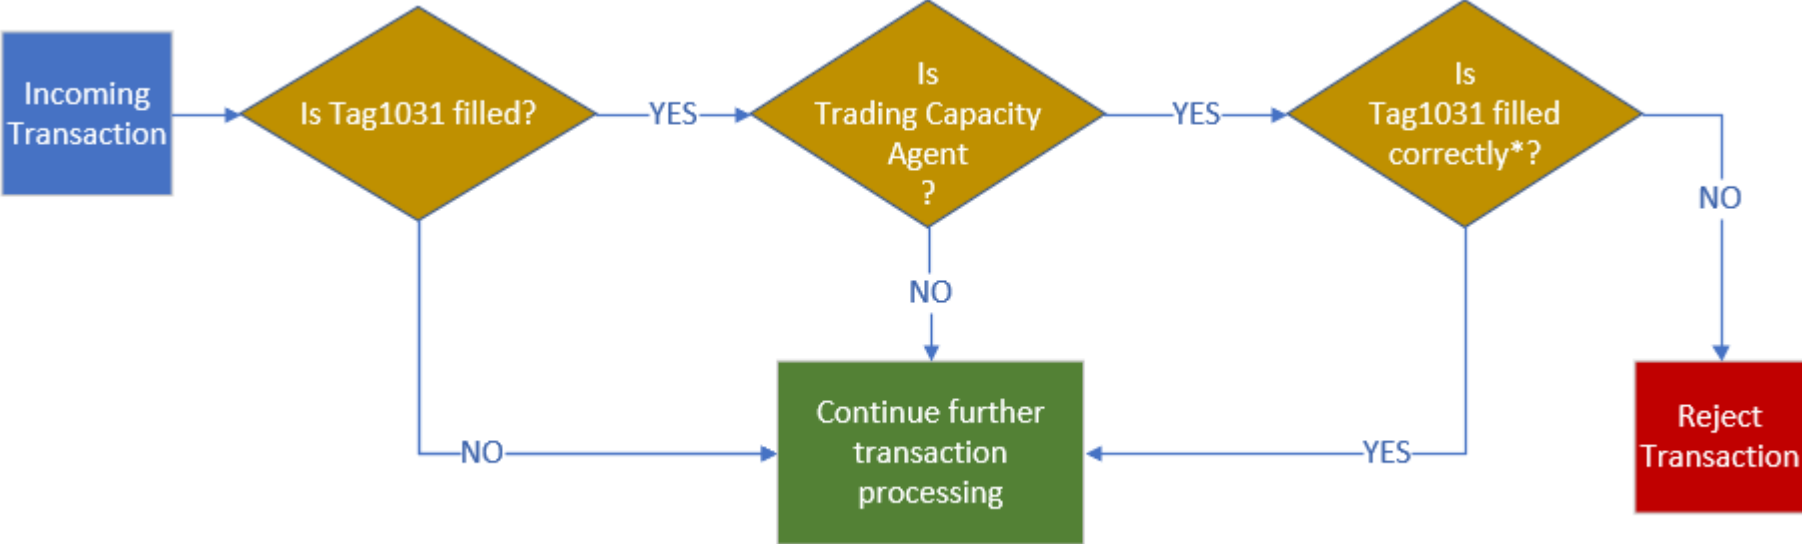 Incoming
Transaction
Is Tag1031 filled?
YES
Is
Trading Capacity
Agent
?
YES
Is
Tag1031 filled
correctly*?
NO
NO
Continue further
transaction
processing
NO
YES
Reject
Transaction